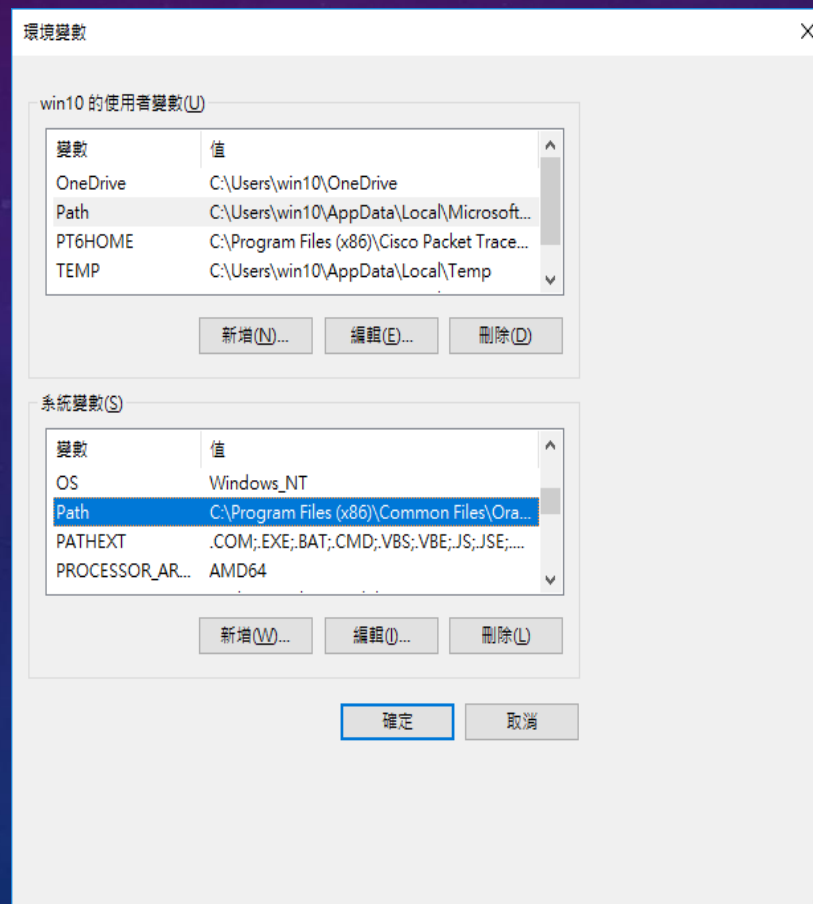 環境變數
win10 的使用者變數(U)
變數 值
OneDrive C:\Users\win10\OneDrive
Path C:\Users\win10\AppData\Local\Microsoft...
PT6HOME C:\Program Files (x86)\Cisco Packet Trace...
TEMP C:\Users\win10\AppData\Local\Temp
新增(N)... 編輯(E)... 刪除(D)
系統變數(S)
變數 值
OS Windows_NT
Path C:\Program Files (x86)\Common Files\Ora...
PATHEXT .COM;.EXE;.BAT;.CMD;.VBS;.VBE;.JS;.JSE;....
PROCESSOR_AR... AMD64
新增(W)... 編輯(I)... 刪除(L)
確定 取消